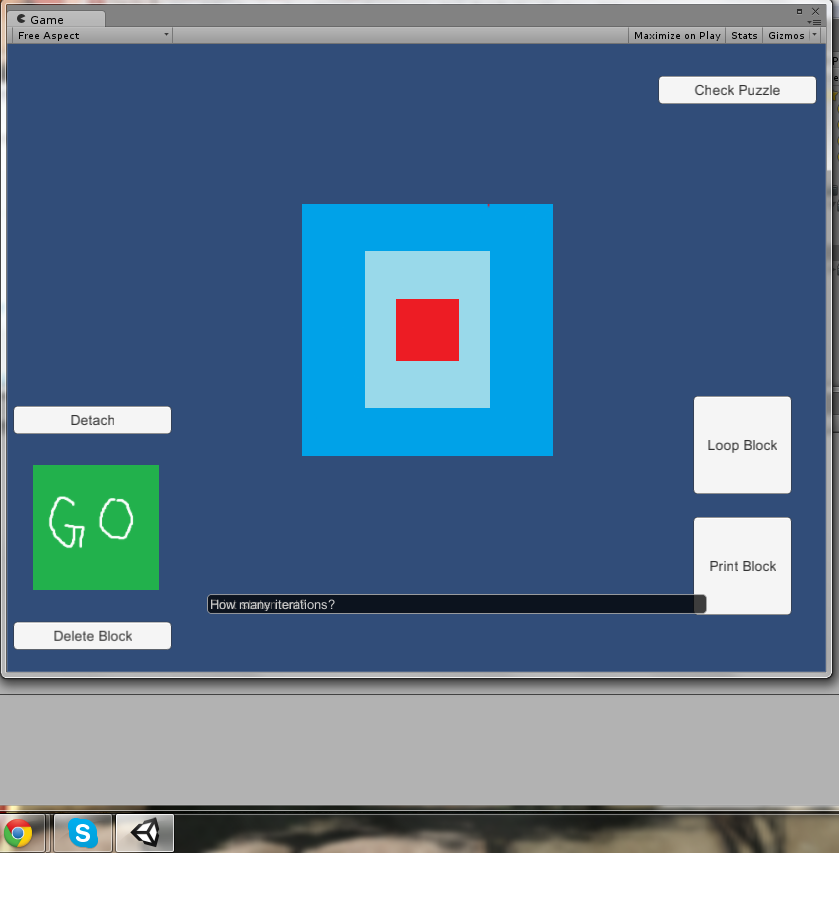 Game
Free Aspect Maximize on Play Stats Gizmos
Check Puzzle
Detach
Loop Block
GO
Print Block
How many iterations?
Delete Block
S